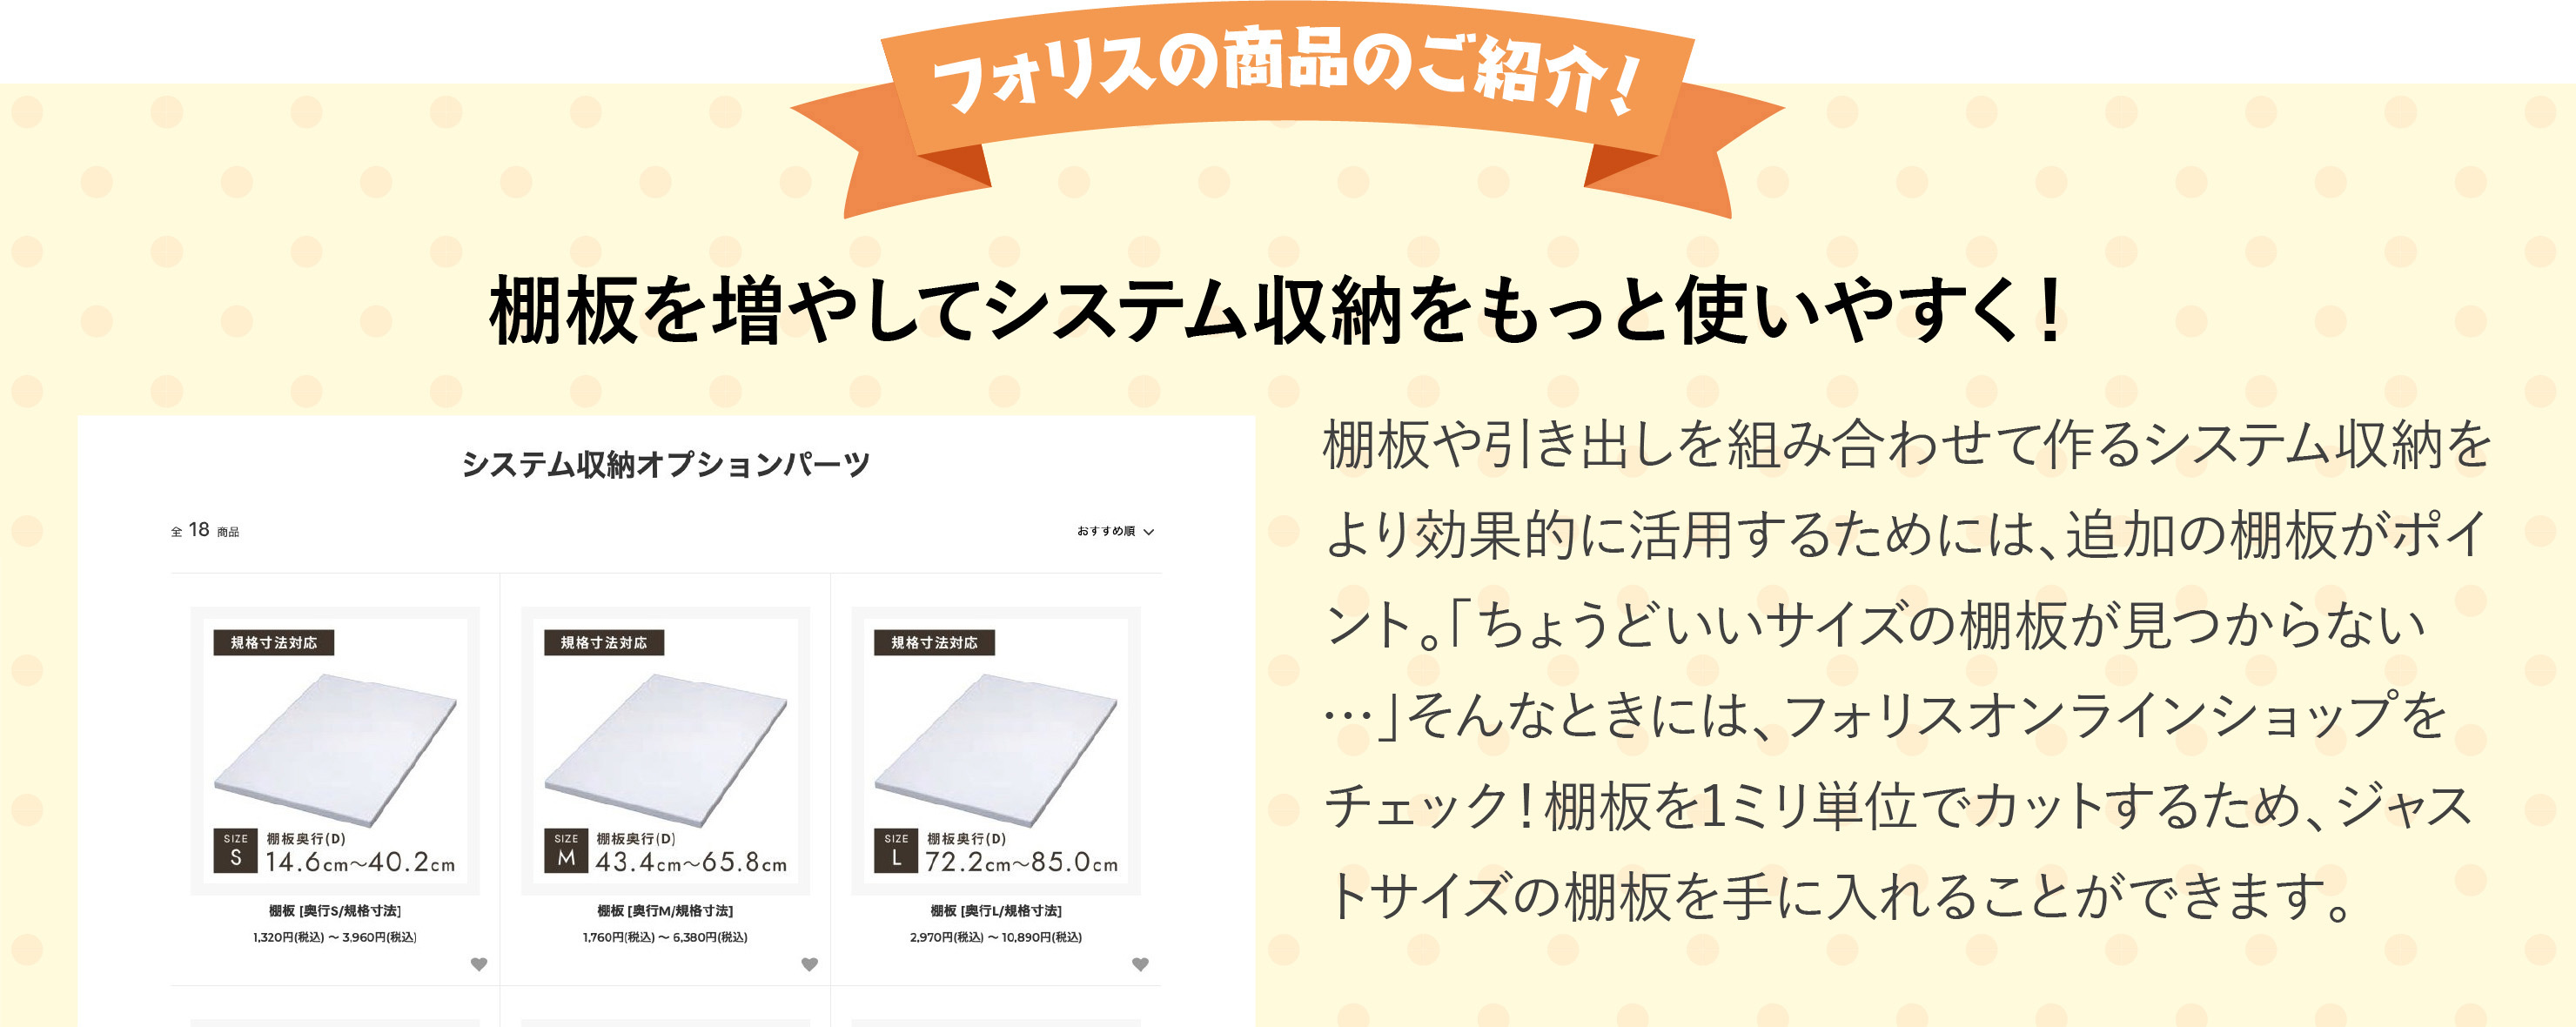 フォリスの商品のご紹介！
棚板を増やしてシステム収納をもっと使いやすく！
システム収納オプションパーツ
全 18 商品
おすすめ順
規格寸法対応
SIZE S 棚板奥行(D)
14.6cm～40.2cm
棚板 [奥行S/規格寸法]
1,320円(税込) ～ 3,960円(税込)
規格寸法対応
SIZE M 棚板奥行(D)
43.4cm～65.8cm
棚板 [奥行M/規格寸法]
1,760円(税込) ～ 6,380円(税込)
規格寸法対応
SIZE L 棚板奥行(D)
72.2cm～85.0cm
棚板 [奥行L/規格寸法]
2,970円(税込) ～ 10,890円(税込)
棚板や引き出しを組み合わせて作るシステム収納を
より効果的に活用するためには、追加の棚板がポイ
ント。「ちょうどいいサイズの棚板が見つからない
…」そんなときには、フォリスオンラインショップを
チェック！棚板を1ミリ単位でカットするため、ジャス
トサイズの棚板を手に入れることができます。